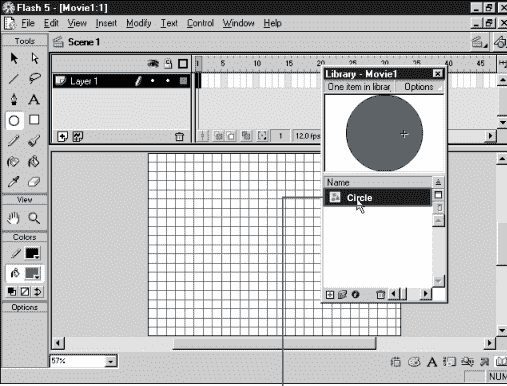 Flash 5 - [Movie1:1]
File Edit View Insert Modify Text Control Window Help
Tools
Scene 1
1 5 10 15 20 25 30 35 40 45
Layer 1
1 12.0 fps
Library - Movie1
One item in librar Options
Name
Circle
View
Colors
Options
57%
NUM